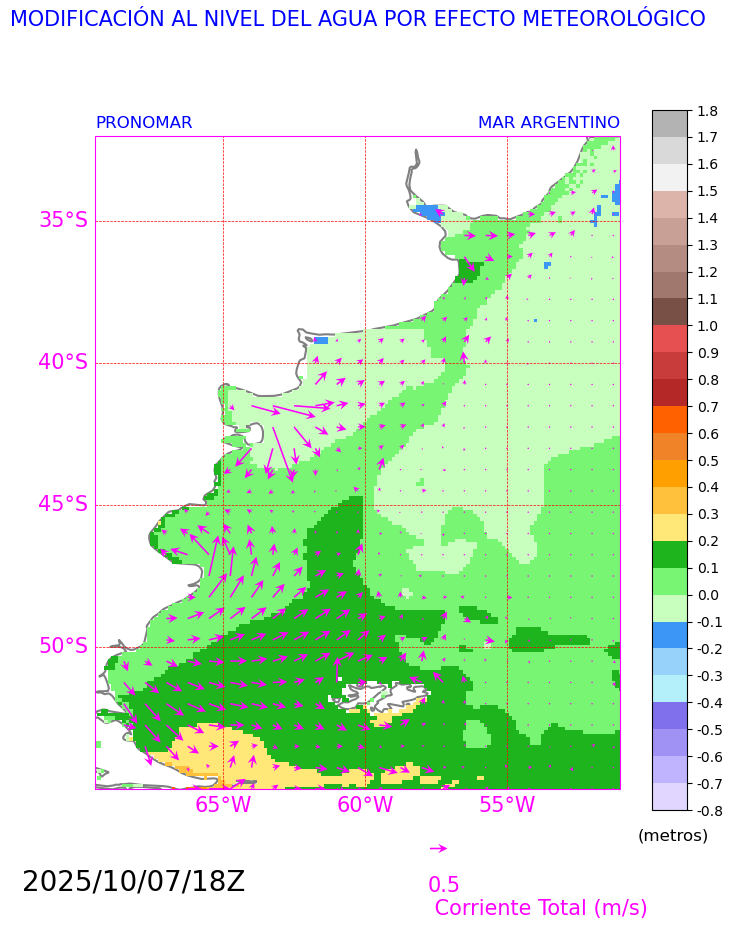 MODIFICACIÓN AL NIVEL DEL AGUA POR EFECTO METEOROLÓGICO
PRONOMAR
MAR ARGENTINO
35°S
40°S
45°S
50°S
65°W
60°W
55°W
1.8
1.7
1.6
1.5
1.4
1.3
1.2
1.1
1.0
0.9
0.8
0.7
0.6
0.5
0.4
0.3
0.2
0.1
0.0
-0.1
-0.2
-0.3
-0.4
-0.5
-0.6
-0.7
-0.8
(metros)
2025/10/07/18Z
0.5
Corriente Total (m/s)